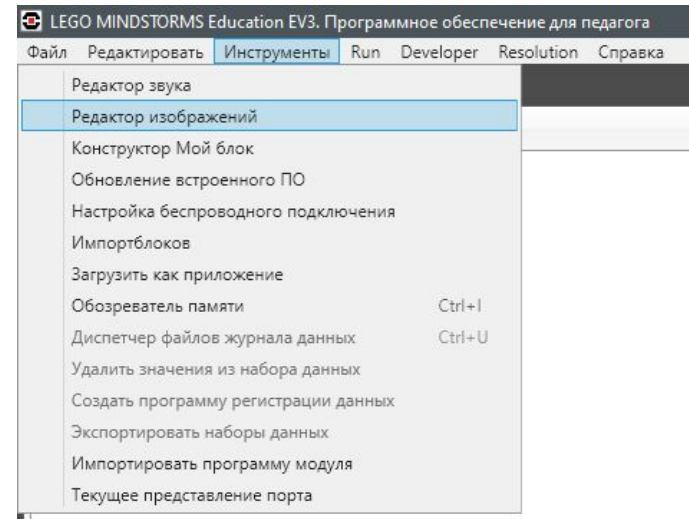 LEGO MINDSTORMS Education EV3. Программное обеспечение для педагога
Файл Редактировать Инструменты Run Developer Resolution Справка
Редактор звука
Редактор изображений
Конструктор Мой блок
Обновление встроенного ПО
Настройка беспроводного подключения
Импортблоков
Загрузить как приложение
Обозреватель памяти Ctrl+I
Диспетчер файлов журнала данных Ctrl+U
Удалить значения из набора данных
Создать программу регистрации данных
Экспортировать наборы данных
Импортировать программу модуля
Текущее представление порта